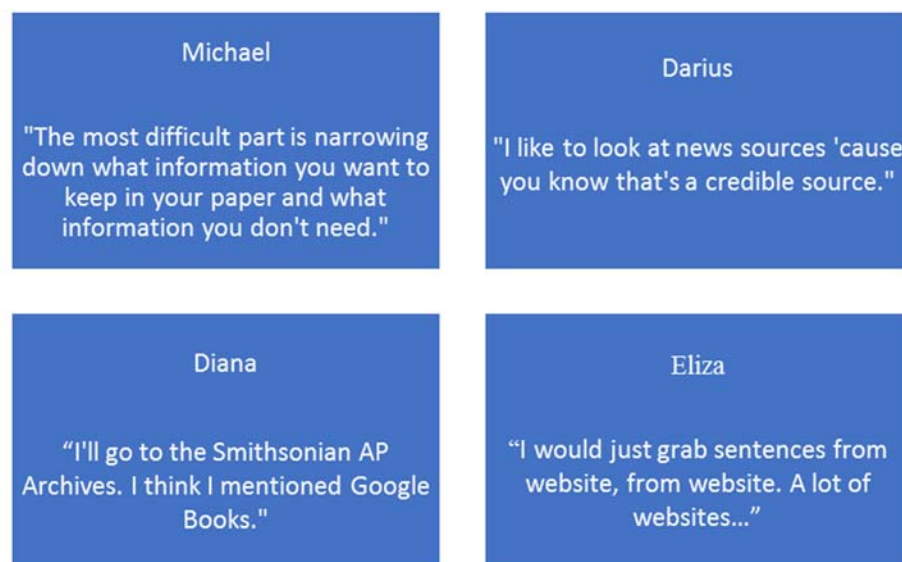 Michael
"The most difficult part is narrowing
down what information you want to
keep in your paper and what
information you don't need."
Darius
"I like to look at news sources 'cause
you know that's a credible source."
Diana
“I'll go to the Smithsonian AP
Archives. I think I mentioned Google
Books."
Eliza
“I would just grab sentences from
website, from website. A lot of
websites…”